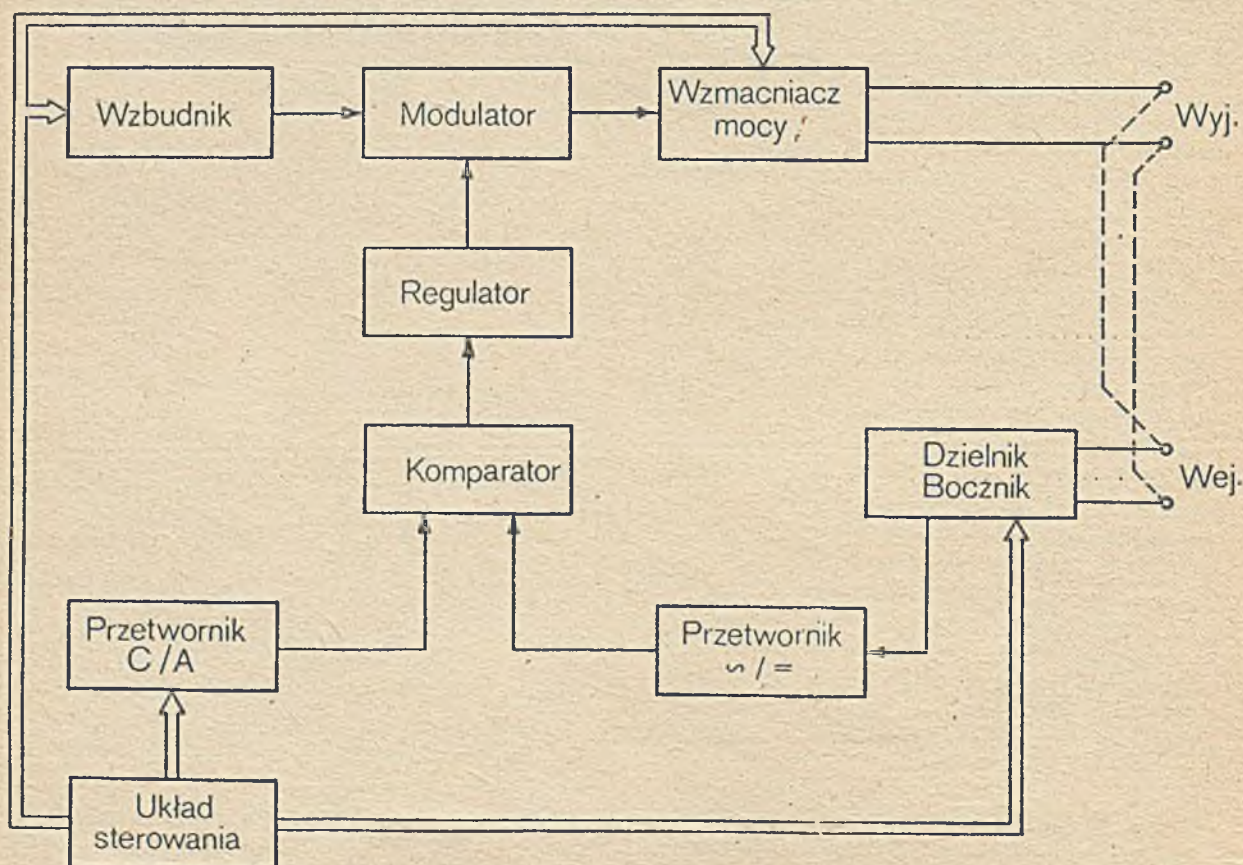 Wzbudnik
Modulator
Wzmacniacz
mocy
Wyj.
Regulator
Komparator
Dzielnik
Bocznik
Wej.
Przetwornik
C/A
Przetwornik
∽/=
Układ
sterowania